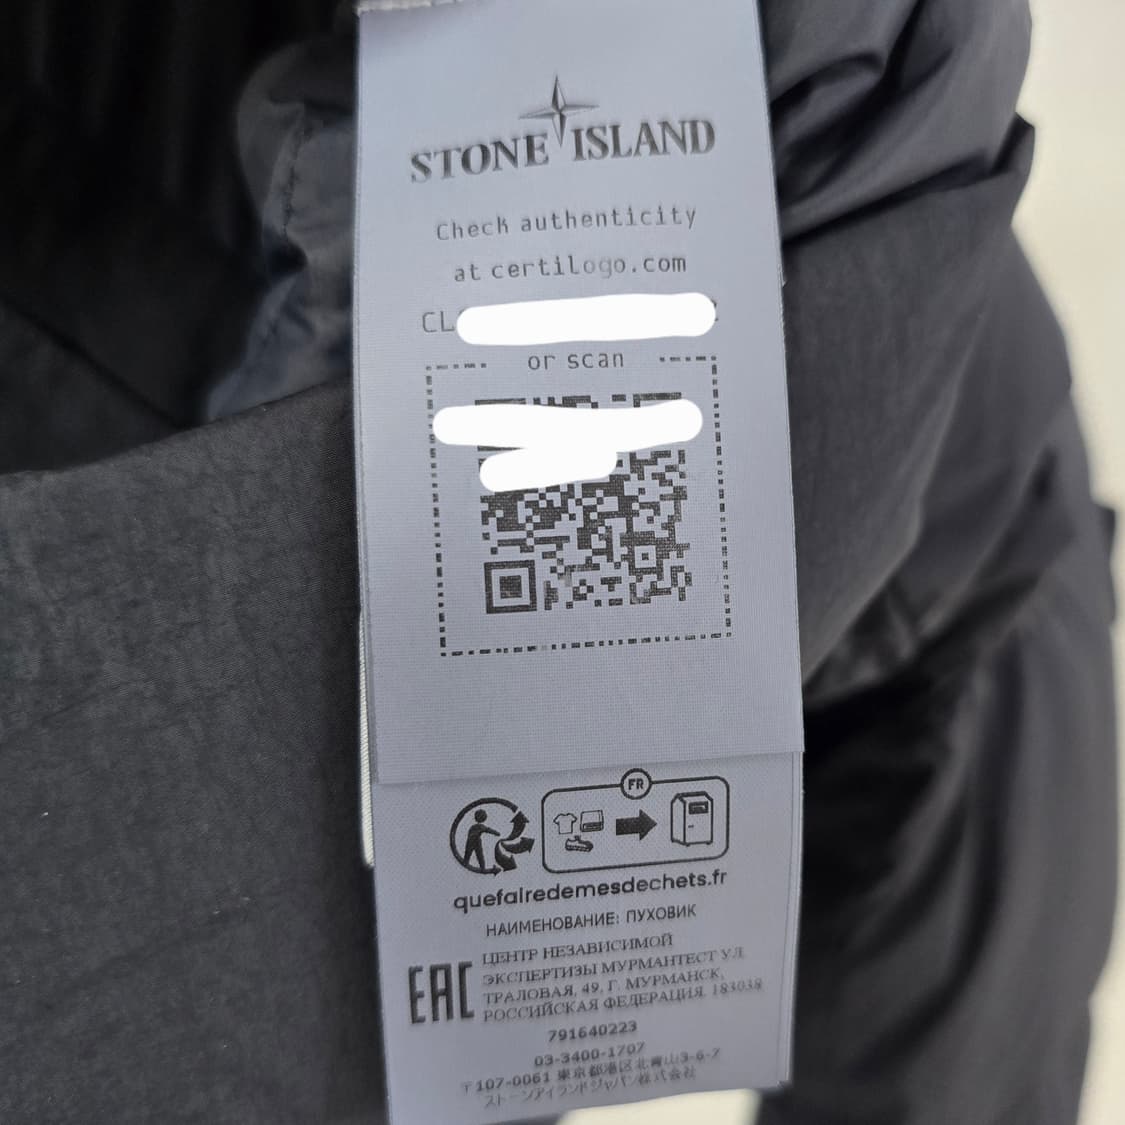 STONE ISLAND
Check authenticity
at certilogo.com
CL
or scan
FR
quefairedemesdechets.fr
НАИМЕНОВАНИЕ: ПУХОВИК
EAC
ЦЕНТР НЕЗАВИСИМОЙ
ЭКСПЕРТИЗЫ МУРМАНТЕСТ УЛ.
ТРАЛОВАЯ, 49, Г. МУРМАНСК,
РОССИЙСКАЯ ФЕДЕРАЦИЯ. 183038
791640223
03-3400-1707
〒107-0061 東京都港区北青山3-6-7
ストーンアイランドジャパン株式会社